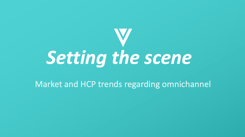 Setting the scene
Market and HCP trends regarding omnichannel